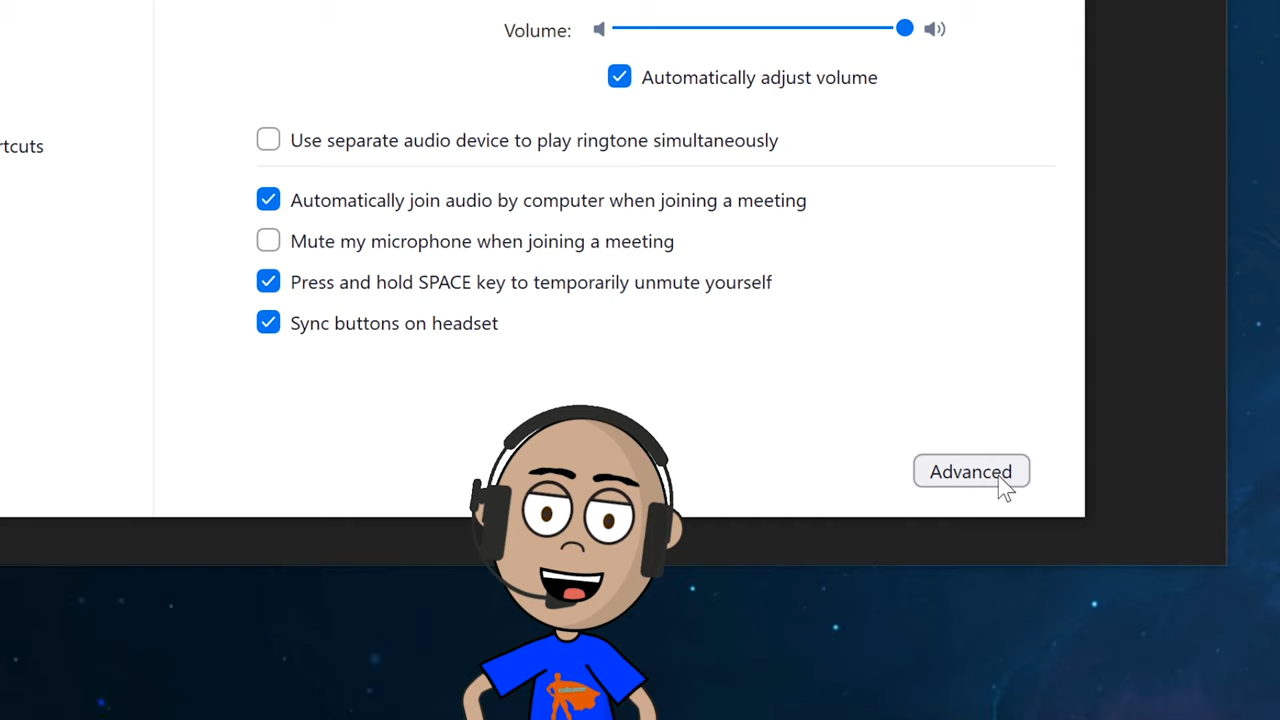 Volume:
Automatically adjust volume
rtcuts
Use separate audio device to play ringtone simultaneously
Automatically join audio by computer when joining a meeting
Mute my microphone when joining a meeting
Press and hold SPACE key to temporarily unmute yourself
Sync buttons on headset
Advanced